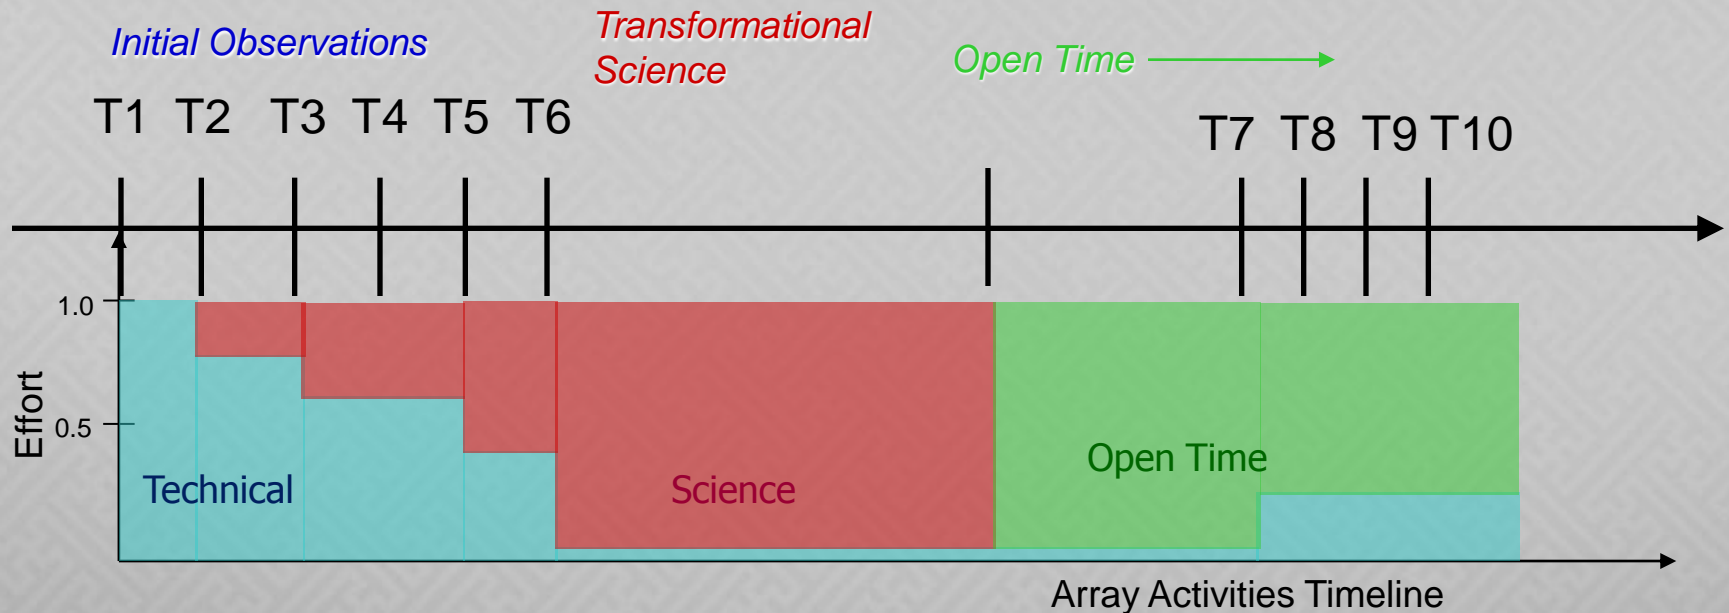 Initial Observations
Transformational
Science
Open Time
T1 T2 T3 T4 T5 T6
T7 T8 T9 T10
1.0
0.5
Effort
Technical
Science
Open Time
Array Activities Timeline